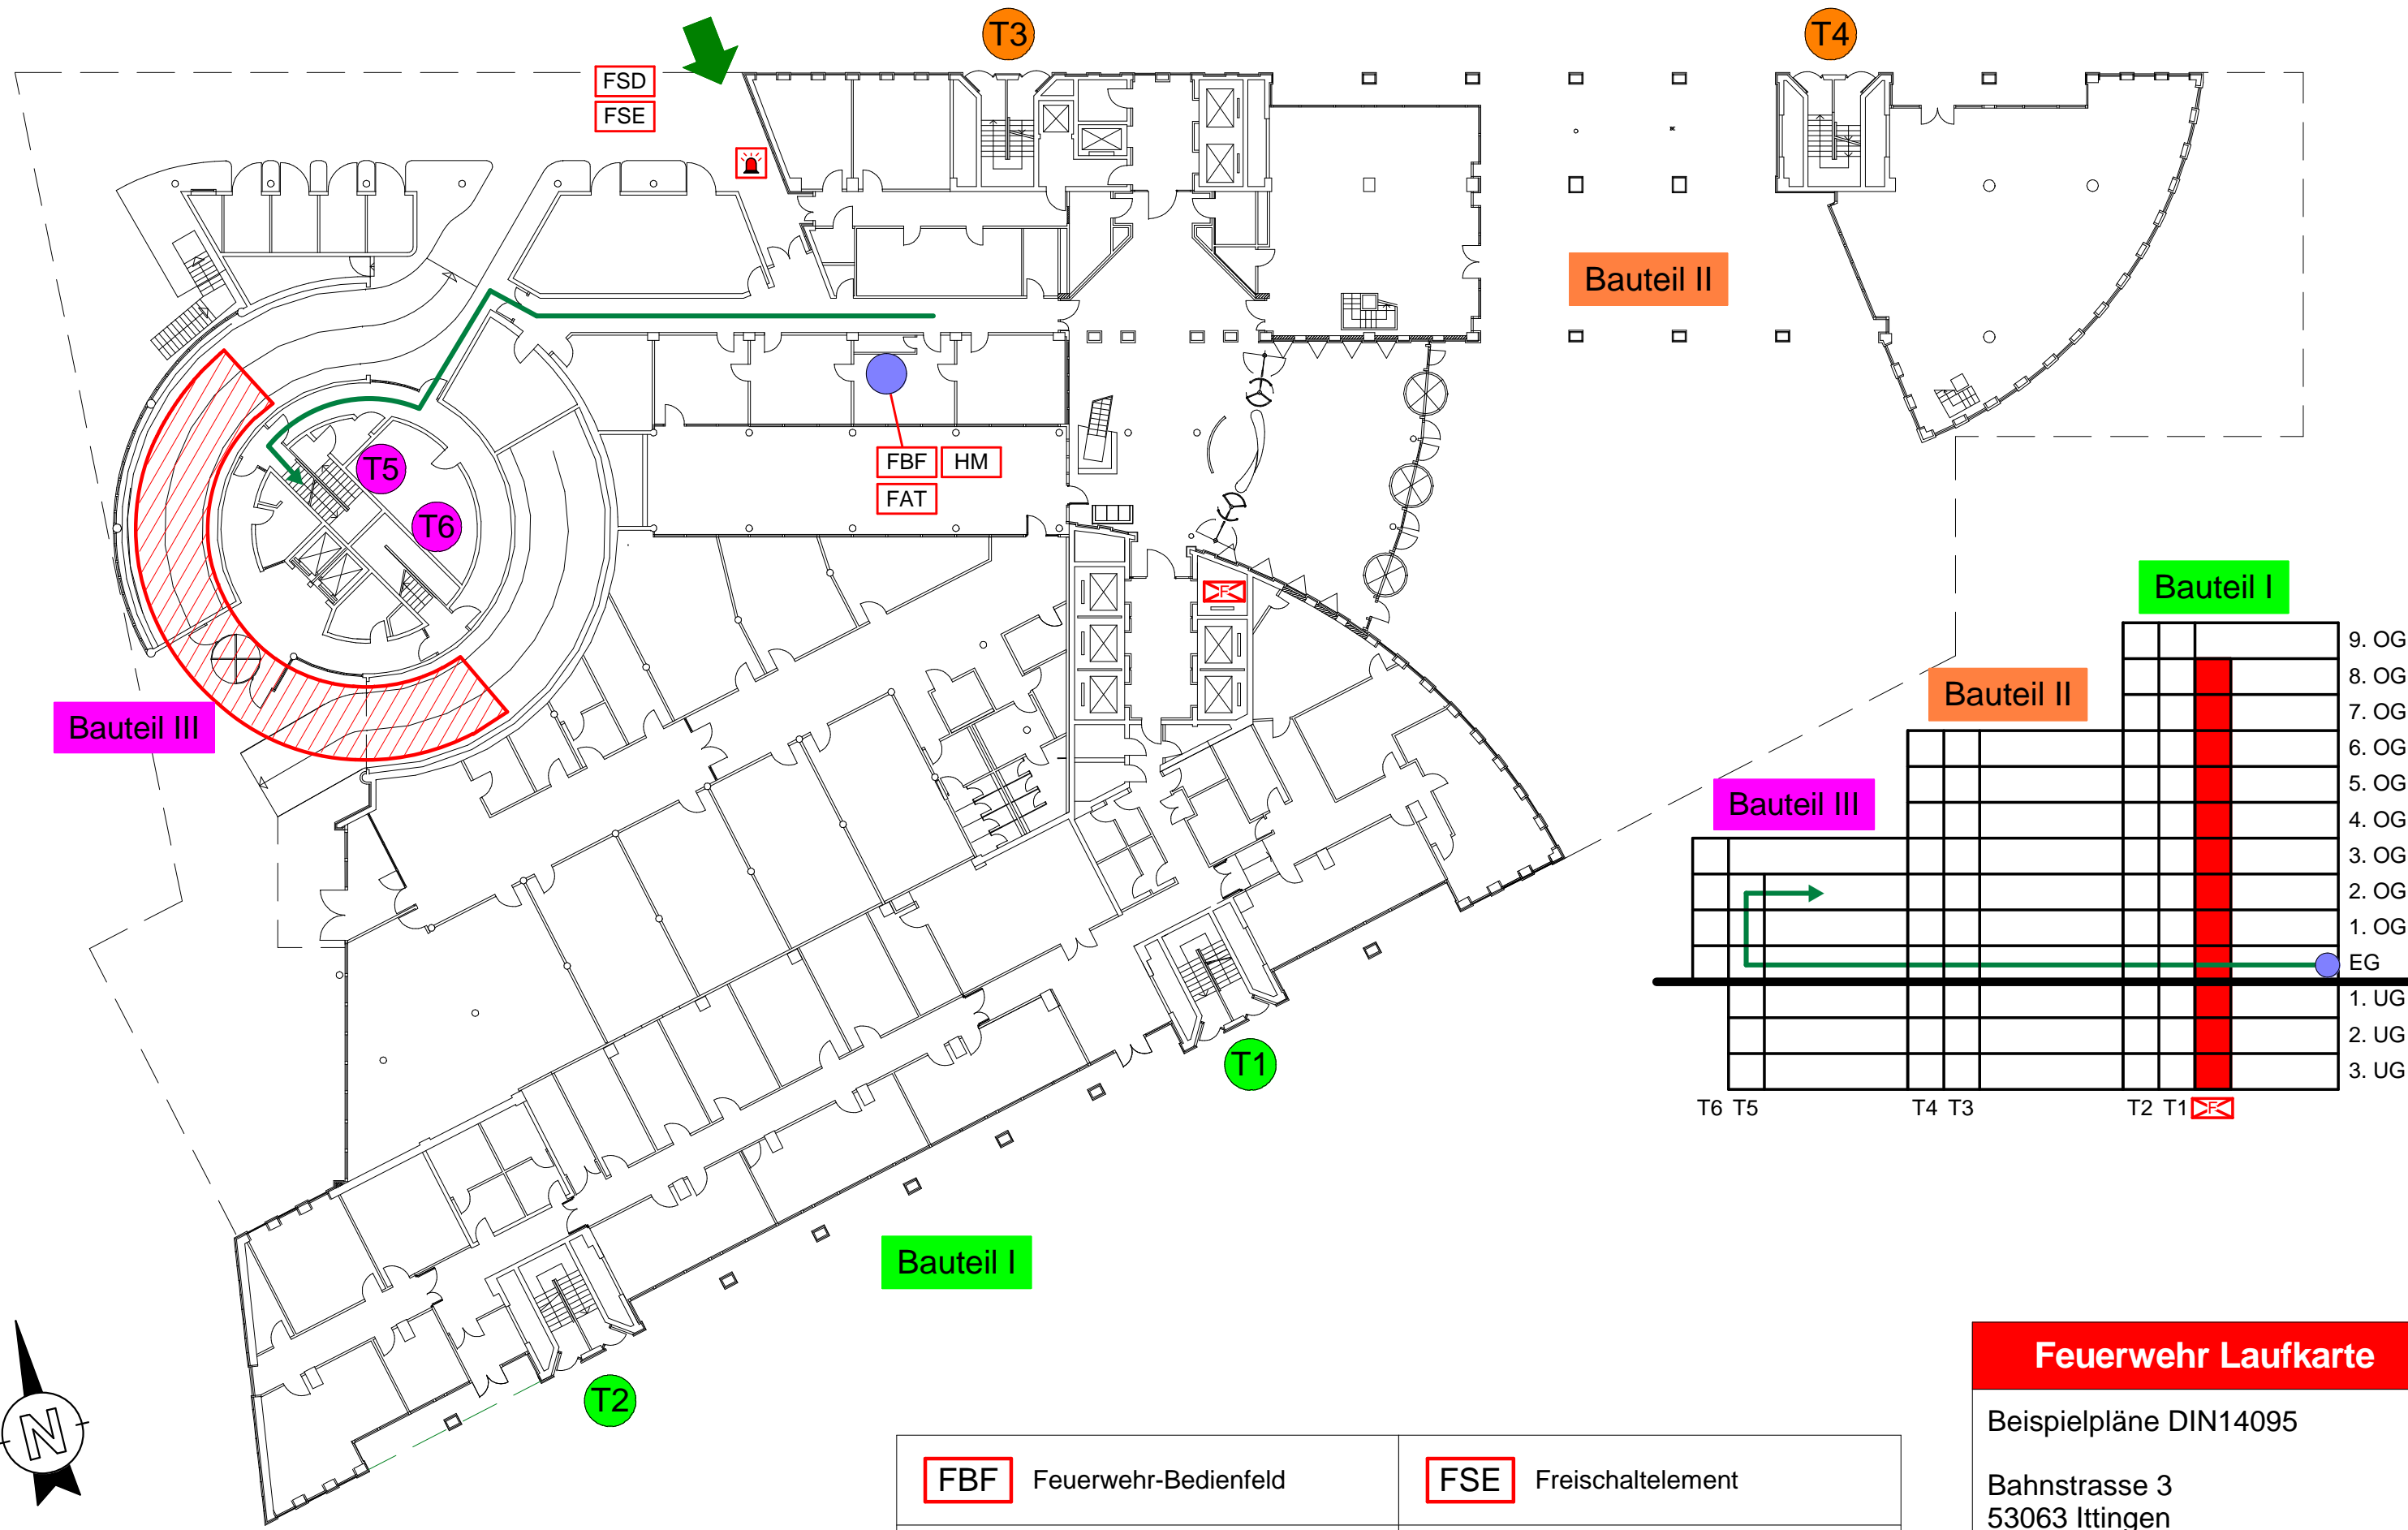 T3
T4
FSD
FSE
Bauteil II
T5
T6
FBF HM
FAT
F
Bauteil III
Bauteil I
Bauteil II
Bauteil III
9. OG
8. OG
7. OG
6. OG
5. OG
4. OG
3. OG
2. OG
1. OG
EG
1. UG
2. UG
3. UG
T6 T5 T4 T3 T2 T1 F
T1
Bauteil I
T2
N
FBF Feuerwehr-Bedienfeld
FSE Freischaltelement
Feuerwehr Laufkarte
Beispielpläne DIN14095
Bahnstrasse 3
53063 Ittingen